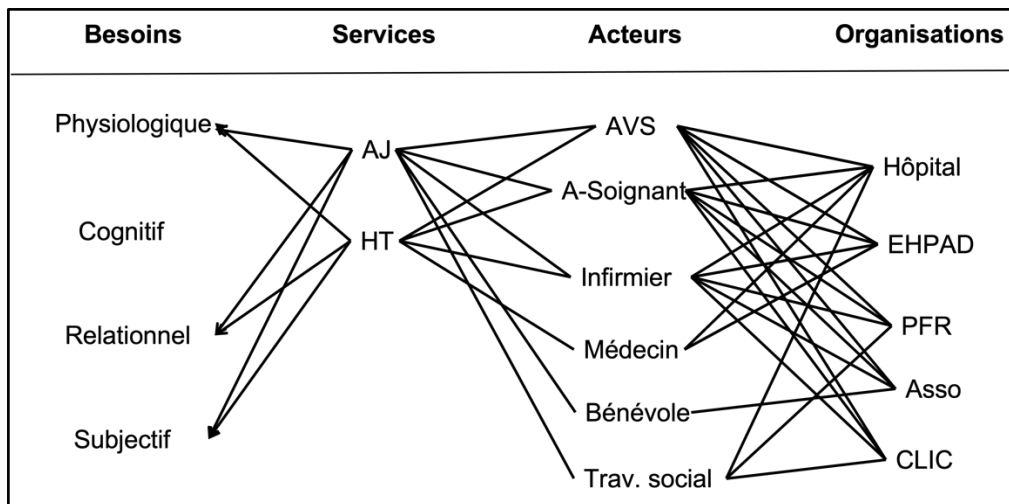 Besoins Services Acteurs Organisations
Physiologique
AVS
AJ
Hôpital
A-Soignant
Cognitif
HT
EHPAD
Infirmier
PFR
Relationnel
Médecin
Asso
Bénévole
Subjectif
CLIC
Trav. social